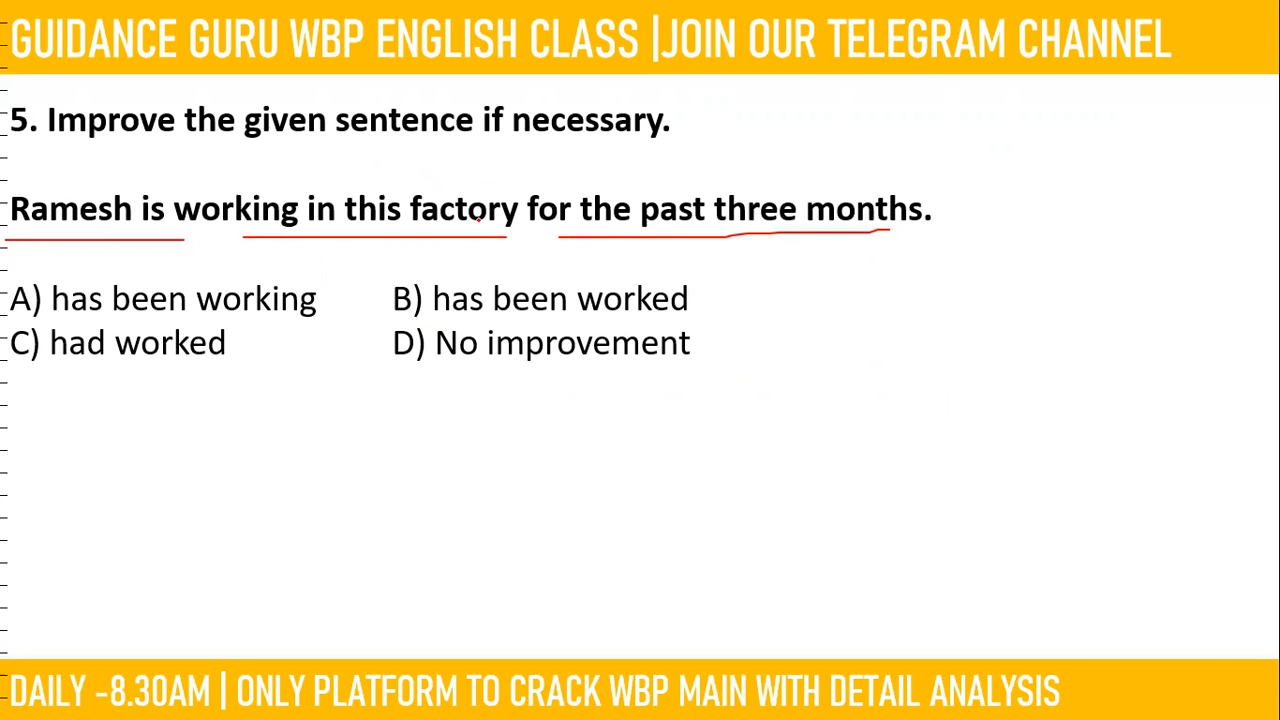 GUIDANCE GURU WBP ENGLISH CLASS |JOIN OUR TELEGRAM CHANNEL
5. Improve the given sentence if necessary.
Ramesh is working in this factory for the past three months.
A) has been working B) has been worked
C) had worked D) No improvement
DAILY -8.30AM | ONLY PLATFORM TO CRACK WBP MAIN WITH DETAIL ANALYSIS